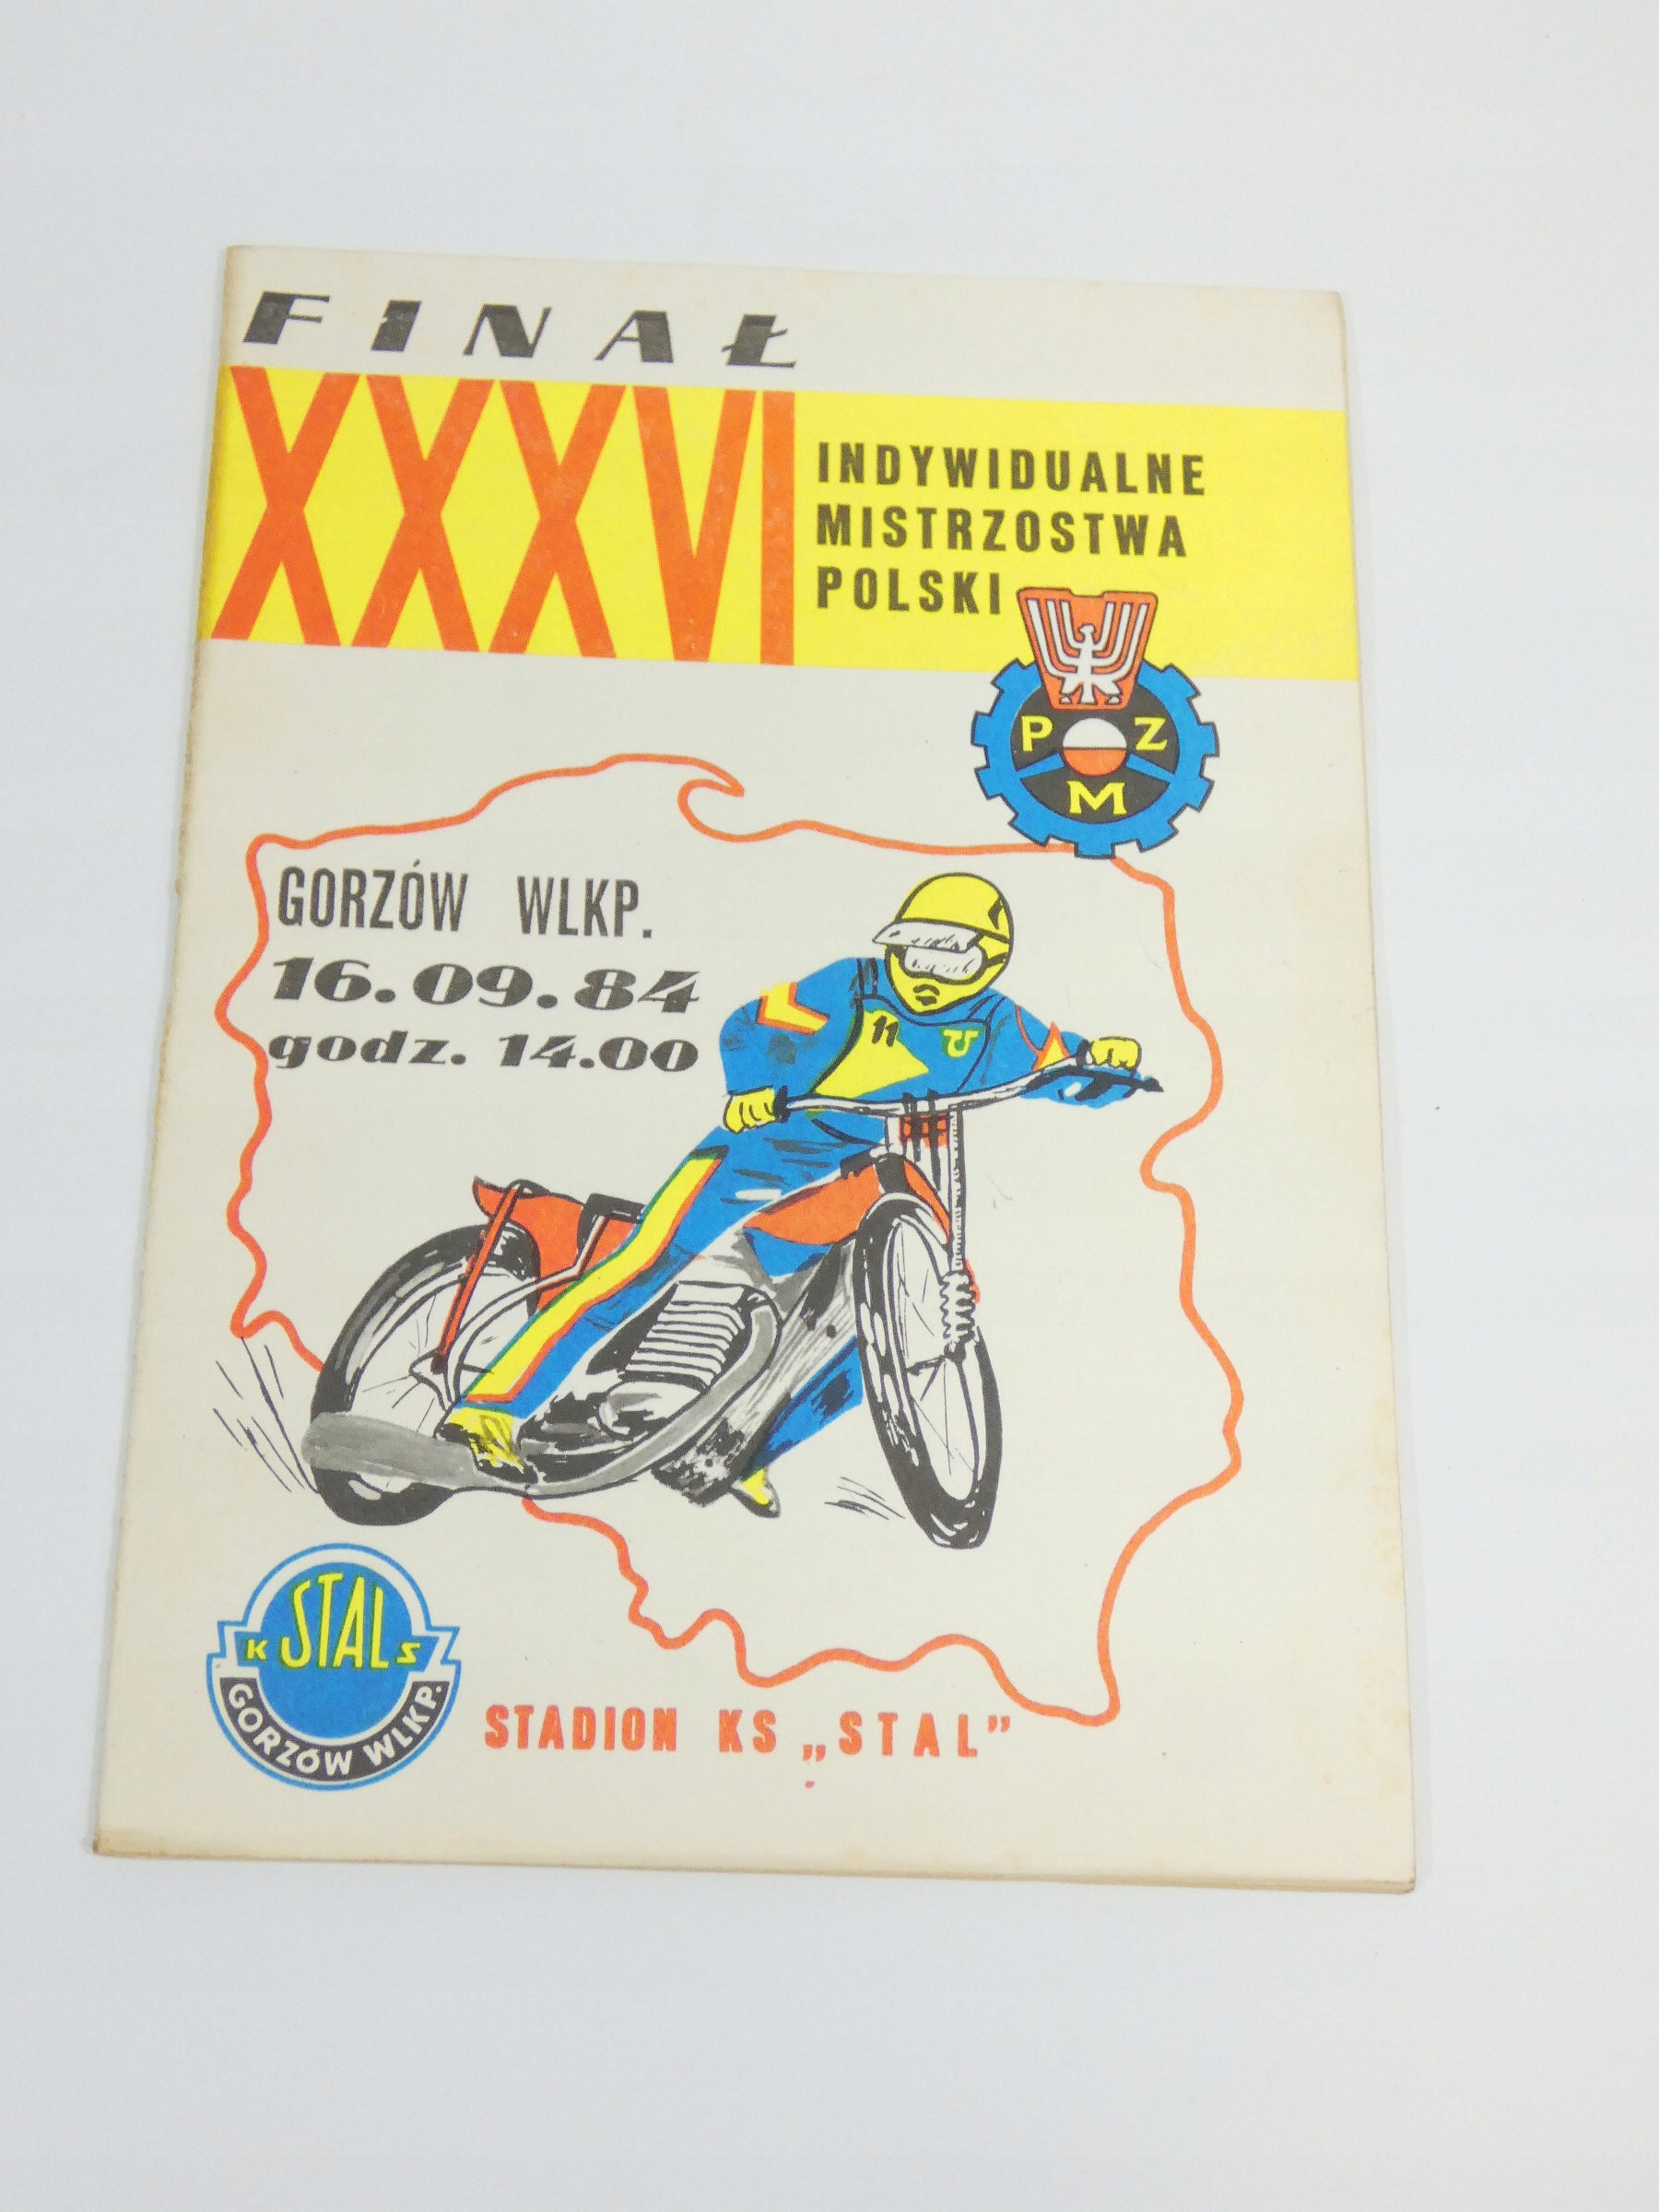 FINAŁ
XXXVI
INDYWIDUALNE
MISTRZOSTWA
POLSKI
P Z
M
GORZÓW WLKP.
16.09.84
godz. 14.00
11
K STAL S
GORZÓW WLKP.
STADION KS „STAL”